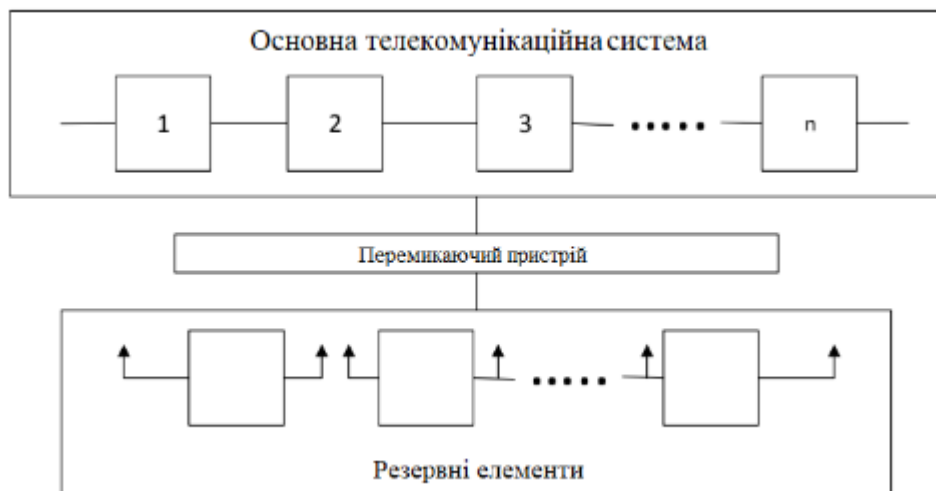 Основна телекомунікаційна система
1 2 3 n
Перемикаючий пристрій
Резервні елементи